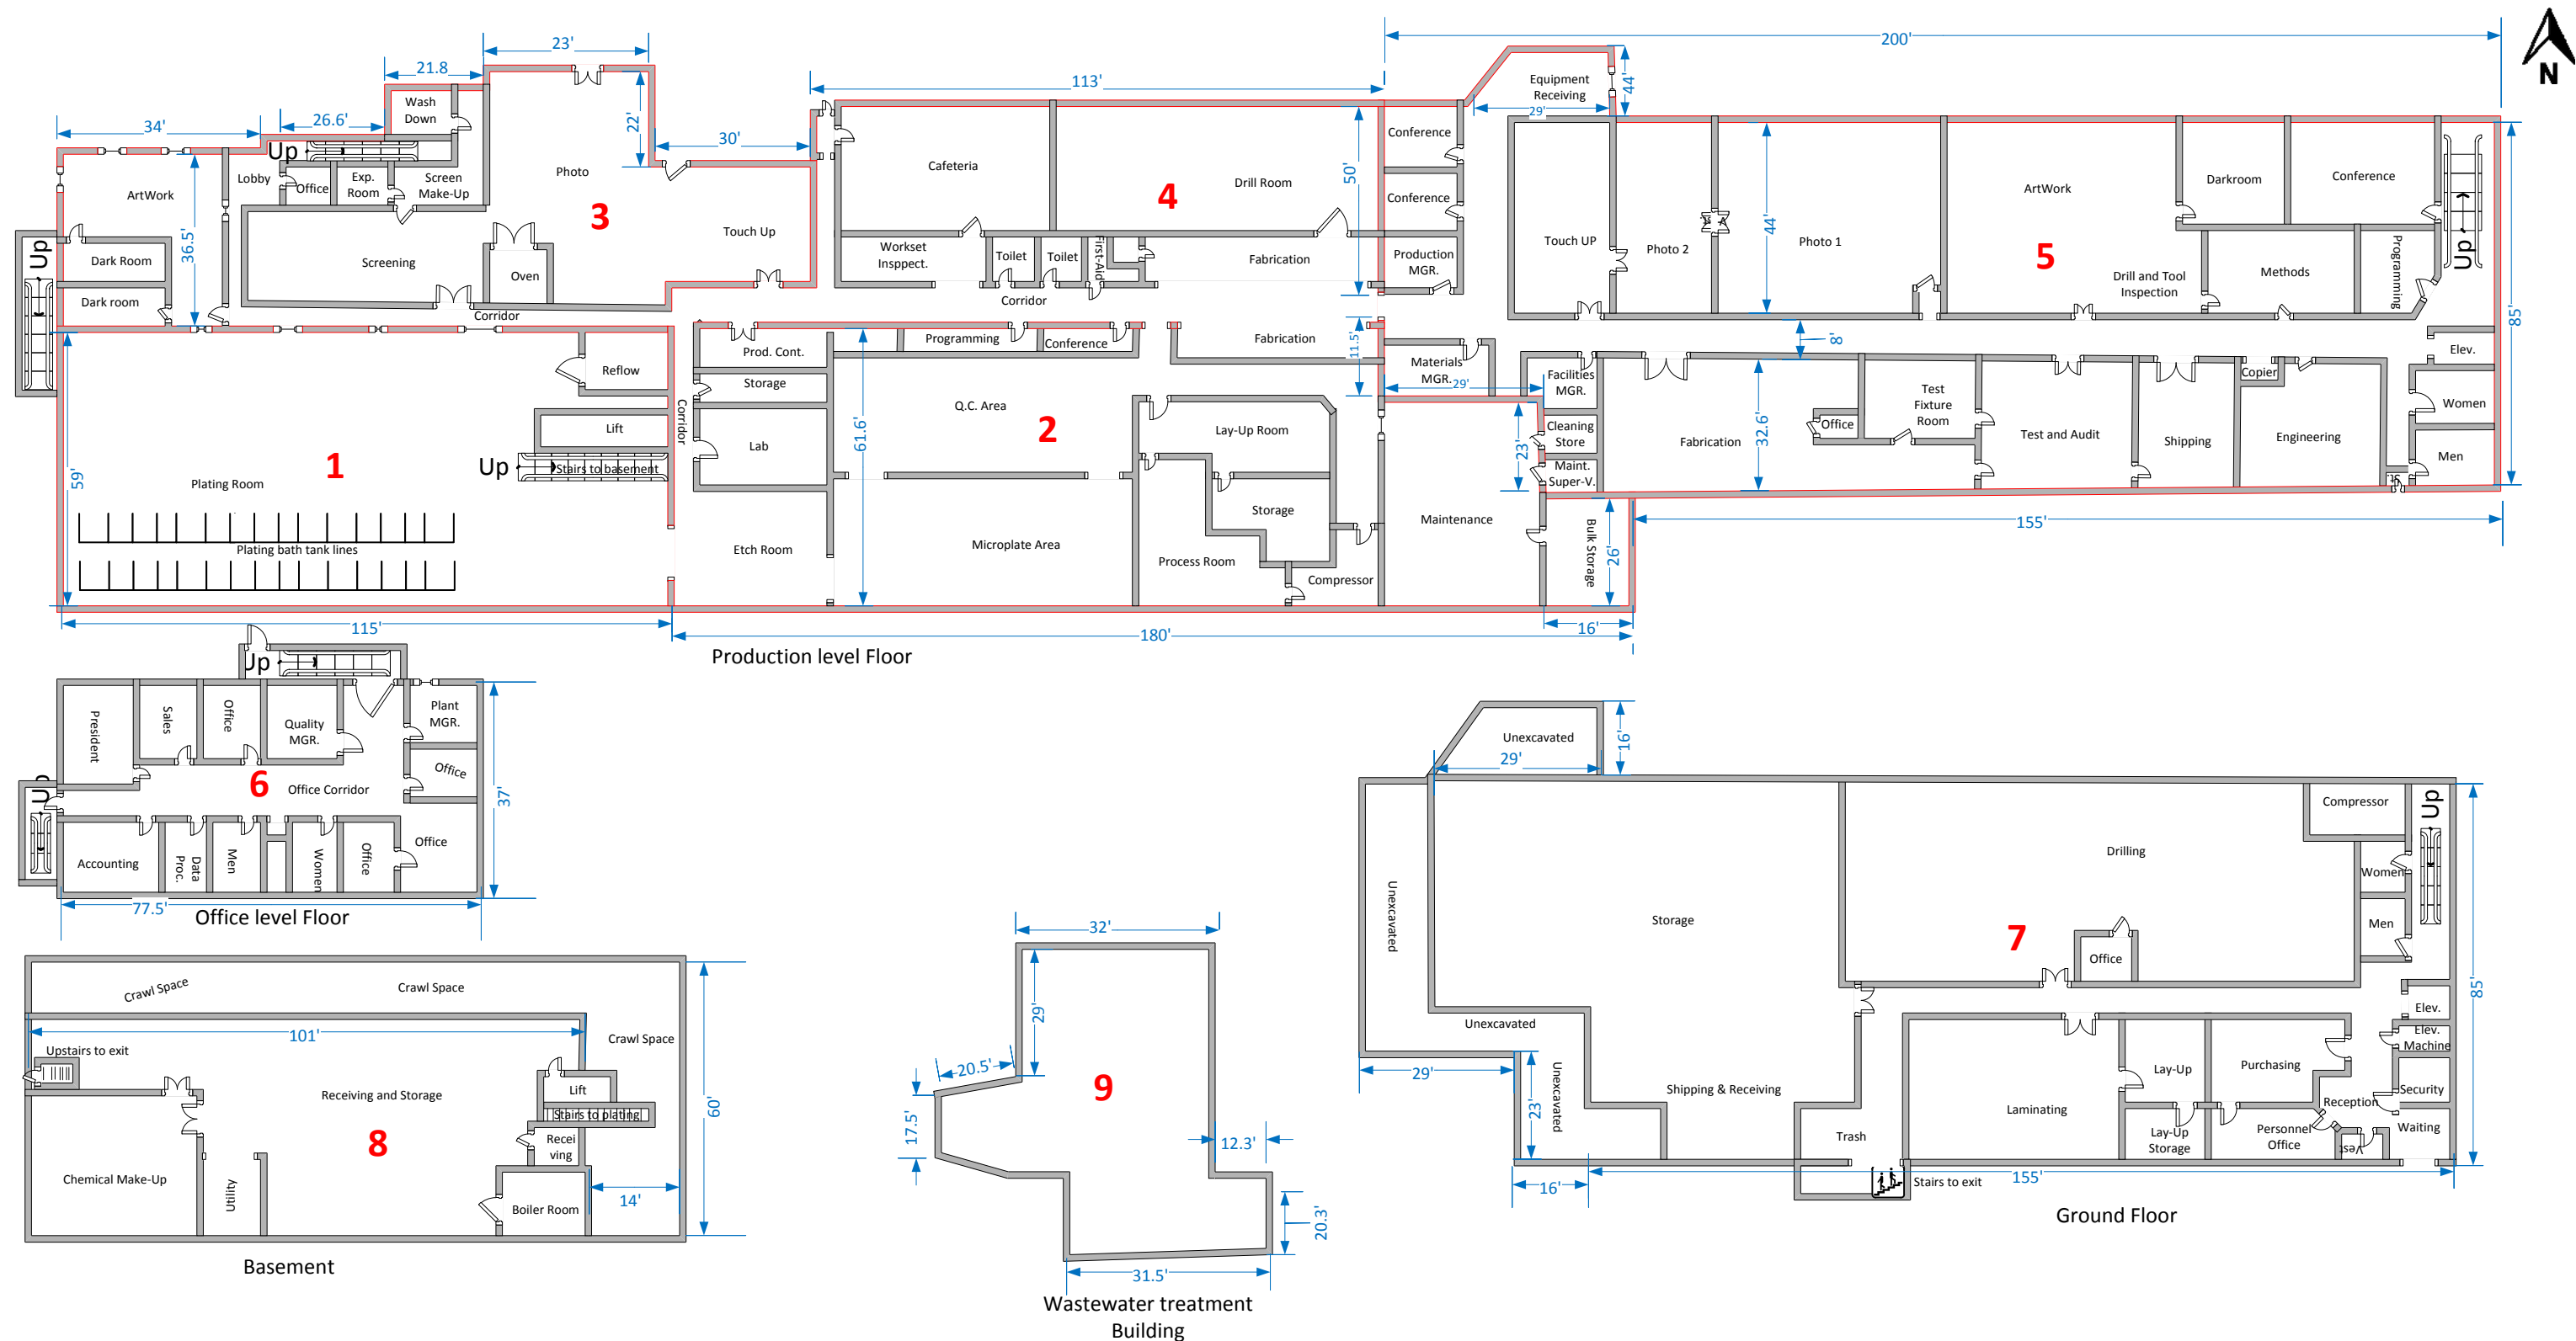 N
200'
23'
21.8
113'
44'
29'
34'
26.6'
22'
30'
50'
36.5'
44'
85'
Equipment
Receiving
Wash
Down
Up
Lobby
Office
Exp.
Room
Screen
Make-Up
ArtWork
Photo
3
Touch Up
Screening
Oven
Dark Room
Dark room
Up
Corridor
Cafeteria
4
Drill Room
Workset
Insppect.
Toilet
Toilet
First-Aid
Fabrication
Corridor
Conference
Conference
Production
MGR.
Touch UP
Photo 2
Photo 1
ArtWork
5
Darkroom
Conference
Drill and Tool
Inspection
Methods
Programming
Up
8'
11.5'
29'
Reflow
Lift
Stairs to basement
Up
1
Plating Room
59'
Plating bath tank lines
Corridor
Prod. Cont.
Storage
Lab
Etch Room
61.6'
Programming
Conference
Fabrication
Q.C. Area
2
Lay-Up Room
Storage
Microplate Area
Process Room
Compressor
Materials
MGR.
Facilities
MGR.
Cleaning
Store
Maint.
Super-V.
23'
Maintenance
Bulk Storage
26'
Fabrication
32.6'
Office
Test
Fixture
Room
Test and Audit
Shipping
Copier
Engineering
St.
Elev.
Women
Men
155'
115'
180'
16'
Production level Floor
Up
President
Sales
Office
Quality
MGR.
Plant
MGR.
Office
6
Office Corridor
37'
Up
Accounting
Data
Proc.
Men
Women
Office
Office
77.5'
Office level Floor
Crawl Space
Crawl Space
Crawl Space
101'
Upstairs to exit
Receiving and Storage
Lift
Stairs to plating
8
Recei
ving
Chemical Make-Up
Utility
Boiler Room
14'
60'
Basement
32'
29'
20.5'
17.5'
9
12.3'
20.3'
31.5'
Wastewater treatment
Building
Unexcavated
29'
16'
Compressor
Up
Drilling
Women
Unexcavated
Storage
7
Men
Office
85'
Elev.
Elev.
Machine
Unexcavated
Unexcavated
29'
23'
Shipping & Receiving
Trash
Laminating
Lay-Up
Purchasing
Security
Reception
Waiting
Lay-Up
Storage
Personnel
Office
Vest
16'
155'
Stairs to exit
Ground Floor